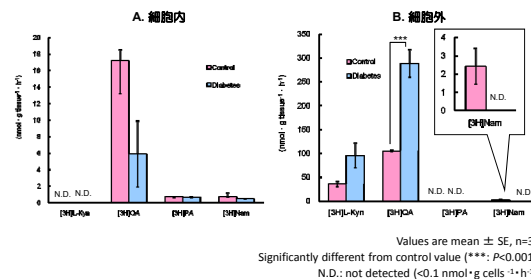 A. 細胞内
B. 細胞外
(nmol · g tissue⁻¹ · h⁻¹)
20
18
16
14
12
10
8
6
4
2
0
Control
Diabetes
N.D. N.D.
[3H]L-Kyn
[3H]QA
[3H]PA
[3H]Nam
(nmol · g tissue⁻¹ · h⁻¹)
350
300
250
200
150
100
50
0
Control
Diabetes
***
N.D. N.D.
N.D.
[3H]L-Kyn
[3H]QA
[3H]PA
[3H]Nam
4
3
2
1
0
N.D.
[3H]Nam
Values are mean ± SE, n=3
Significantly different from control value (***: P<0.001
N.D.: not detected (<0.1 nmol·g cells ⁻¹·h⁻